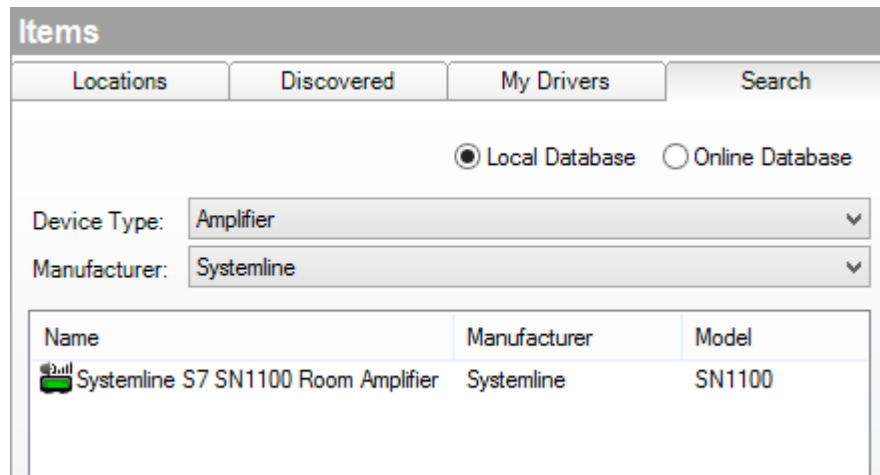 Items
Locations Discovered My Drivers Search
Local Database Online Database
Device Type: Amplifier
Manufacturer: Systemline
Name Manufacturer Model
Systemline S7 SN1100 Room Amplifier Systemline SN1100